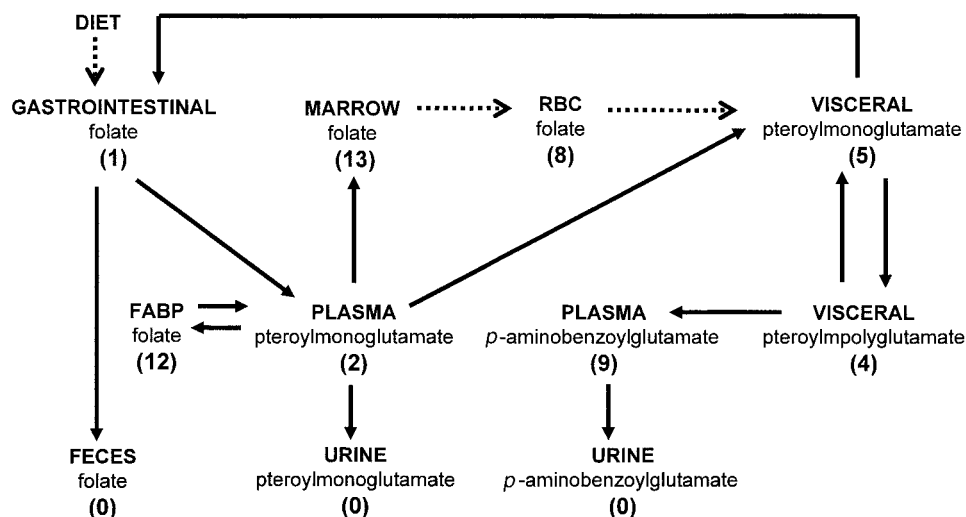 DIET
GASTROINTESTINAL
folate
(1)
MARROW
folate
(13)
RBC
folate
(8)
VISCERAL
pteroylmonoglutamate
(5)
FABP
folate
(12)
PLASMA
pteroylmonoglutamate
(2)
PLASMA
p-aminobenzoylglutamate
(9)
VISCERAL
pteroylmpolyglutamate
(4)
FECES
folate
(0)
URINE
pteroylmonoglutamate
(0)
URINE
p-aminobenzoylglutamate
(0)